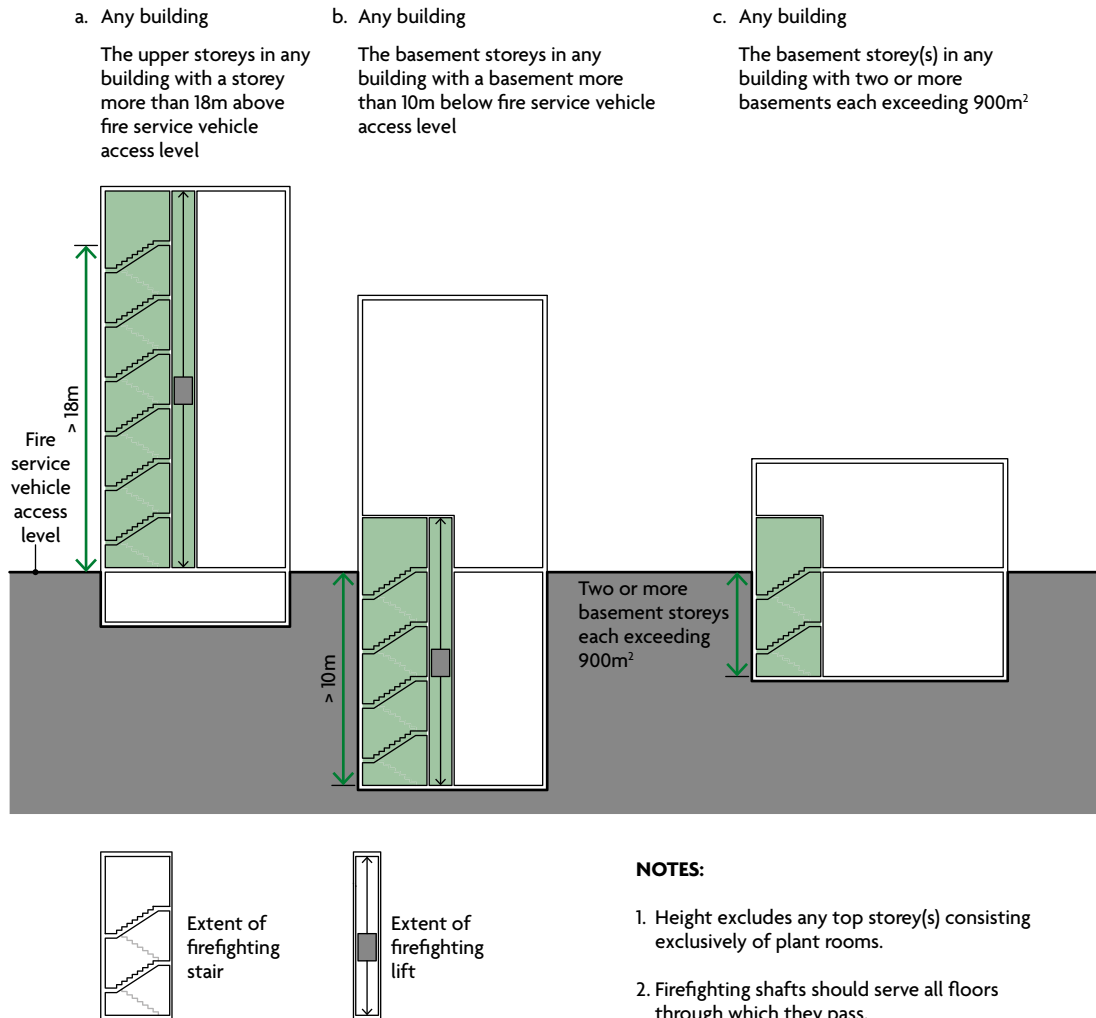 a. Any building
The upper storeys in any
building with a storey
more than 18m above
fire service vehicle
access level
b. Any building
The basement storeys in any
building with a basement more
than 10m below fire service vehicle
access level
c. Any building
The basement storey(s) in any
building with two or more
basements each exceeding 900m²
> 18m
Fire
service
vehicle
access
level
> 10m
Two or more
basement storeys
each exceeding
900m²
Extent of
firefighting
stair
Extent of
firefighting
lift
NOTES:
1. Height excludes any top storey(s) consisting
exclusively of plant rooms.
2. Firefighting shafts should serve all floors
through which they pass.